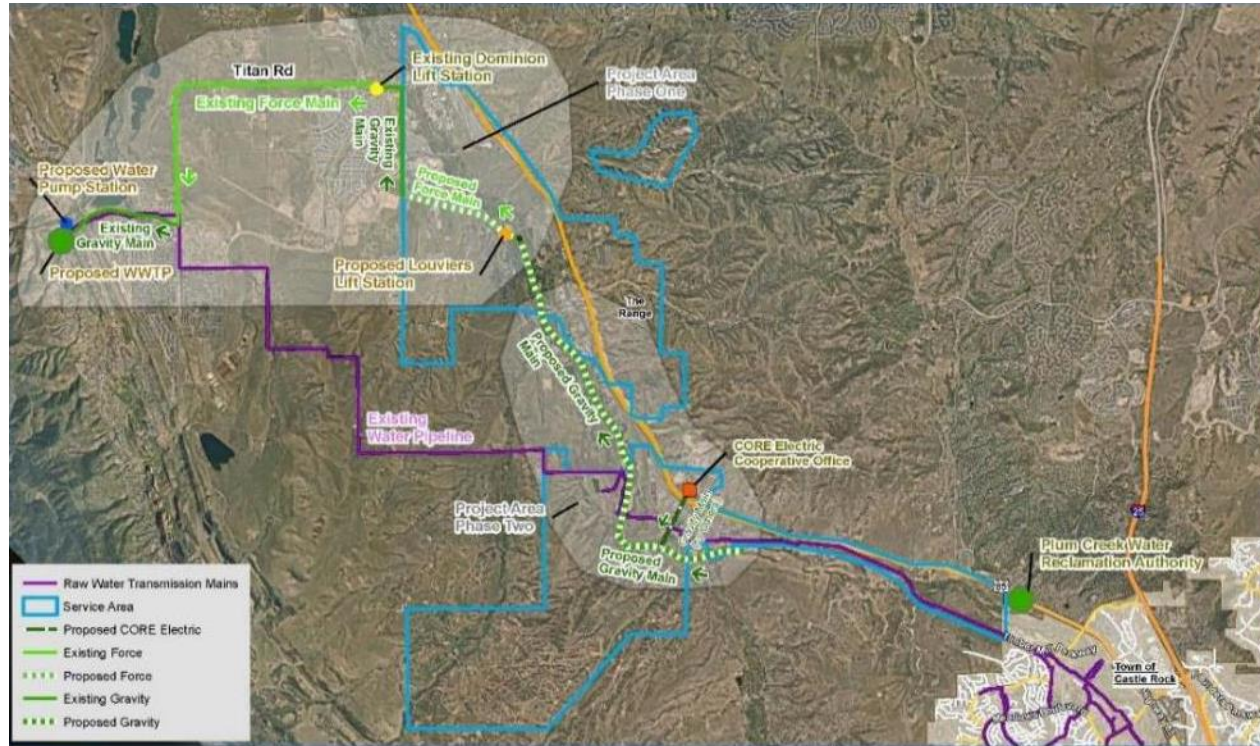 Titan Rd
Existing Dominion
Lift Station
Existing Force Main
Existing
Gravity
Main
Project Area
Phase One
Proposed Water
Pump Station
Existing
Gravity Main
Proposed WWTP
Proposed
Force Main
Proposed Louviers
Lift Station
The
Range
Proposed Gravity
Main
Existing
Water Pipeline
CORE Electric
Cooperative Office
Project Area
Phase Two
Proposed
Gravity Main
25
Plum Creek Water
Reclamation Authority
85
Town of
Castle Rock
Raw Water Transmission Mains
Service Area
Proposed CORE Electric
Existing Force
Proposed Force
Existing Gravity
Proposed Gravity